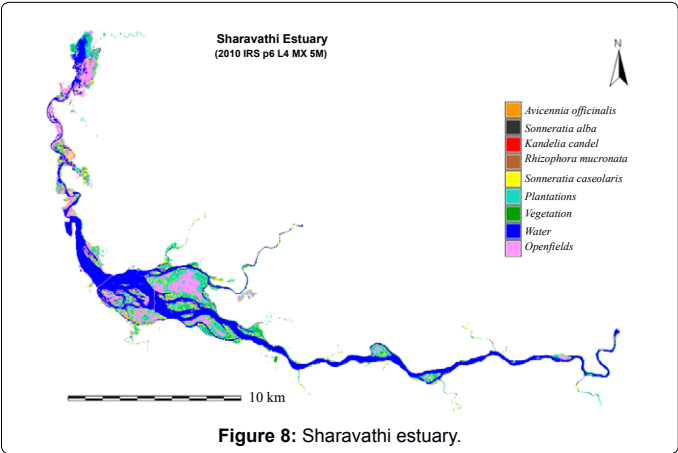 Sharavathi Estuary
(2010 IRS p6 L4 MX 5M)
N
Avicennia officinalis
Sonneratia alba
Kandelia candel
Rhizophora mucronata
Sonneratia caseolaris
Plantations
Vegetation
Water
Openfields
10 km
Figure 8: Sharavathi estuary.